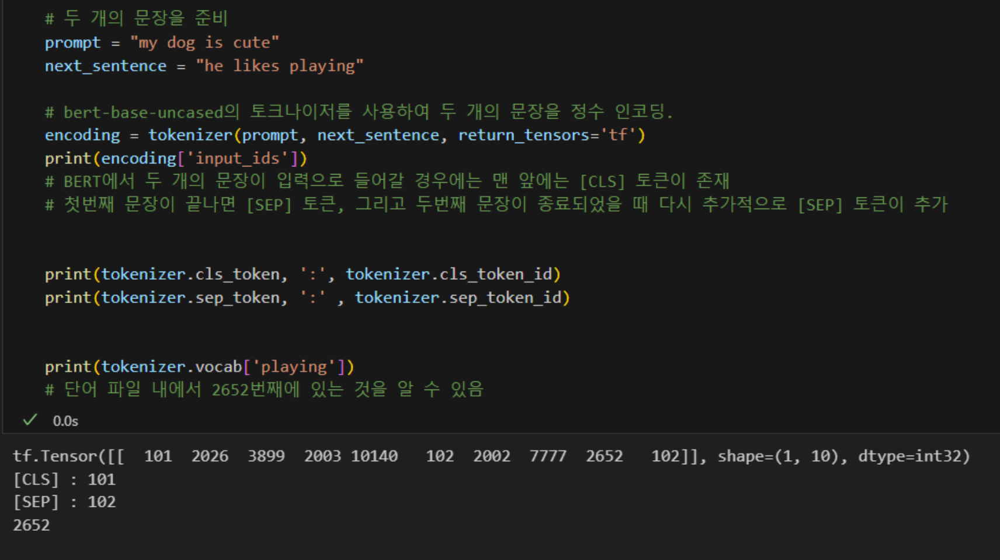 # 두 개의 문장을 준비
prompt = "my dog is cute"
next_sentence = "he likes playing"
# bert-base-uncased의 토크나이저를 사용하여 두 개의 문장을 정수 인코딩.
encoding = tokenizer(prompt, next_sentence, return_tensors='tf')
print(encoding['input_ids'])
# BERT에서 두 개의 문장이 입력으로 들어갈 경우에는 맨 앞에는 [CLS] 토큰이 존재
# 첫번째 문장이 끝나면 [SEP] 토큰, 그리고 두번째 문장이 종료되었을 때 다시 추가적으로 [SEP] 토큰이 추가
print(tokenizer.cls_token, ':', tokenizer.cls_token_id)
print(tokenizer.sep_token, ':' , tokenizer.sep_token_id)
print(tokenizer.vocab['playing'])
# 단어 파일 내에서 2652번째에 있는 것을 알 수 있음
✓ 0.0s
tf.Tensor([[  101  2026  3899  2003 10140   102  2002  7777  2652   102]], shape=(1, 10), dtype=int32)
[CLS] : 101
[SEP] : 102
2652